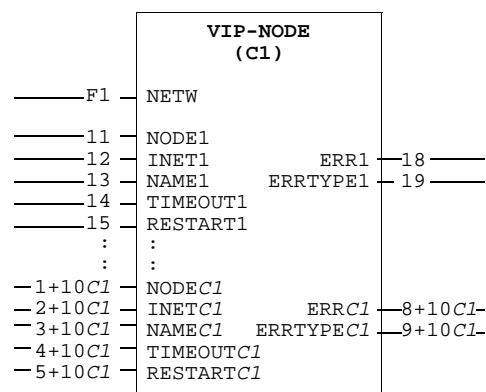 VIP-NODE
(C1)
F1 NETW
11 NODE1
12 INET1 ERR1 18
13 NAME1 ERRTYPE1 19
14 TIMEOUT1
15 RESTART1
: :
: :
1+10C1 NODEC1
2+10C1 INETC1 ERRC1 8+10C1
3+10C1 NAMEC1 ERRTYPEC1 9+10C1
4+10C1 TIMEOUTC1
5+10C1 RESTARTC1